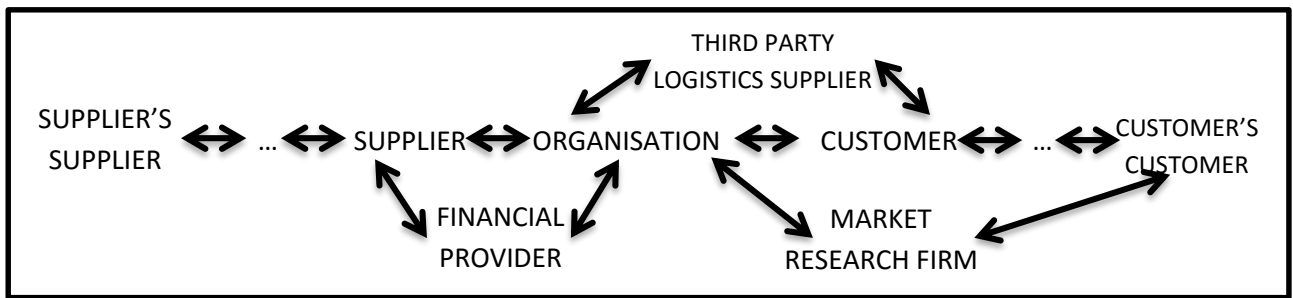 THIRD PARTY
LOGISTICS SUPPLIER
SUPPLIER’S
SUPPLIER
...
SUPPLIER
ORGANISATION
CUSTOMER
...
CUSTOMER’S
CUSTOMER
FINANCIAL
PROVIDER
MARKET
RESEARCH FIRM